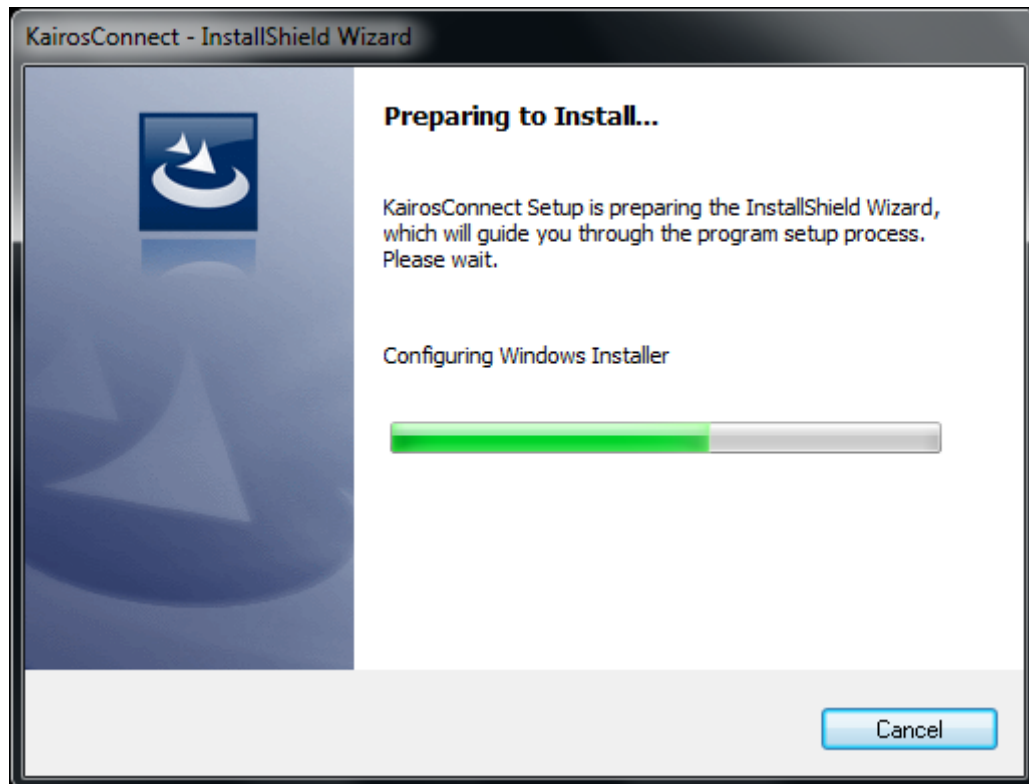 KairosConnect - InstallShield Wizard
Preparing to Install...
KairosConnect Setup is preparing the InstallShield Wizard,
which will guide you through the program setup process.
Please wait.
Configuring Windows Installer
Cancel